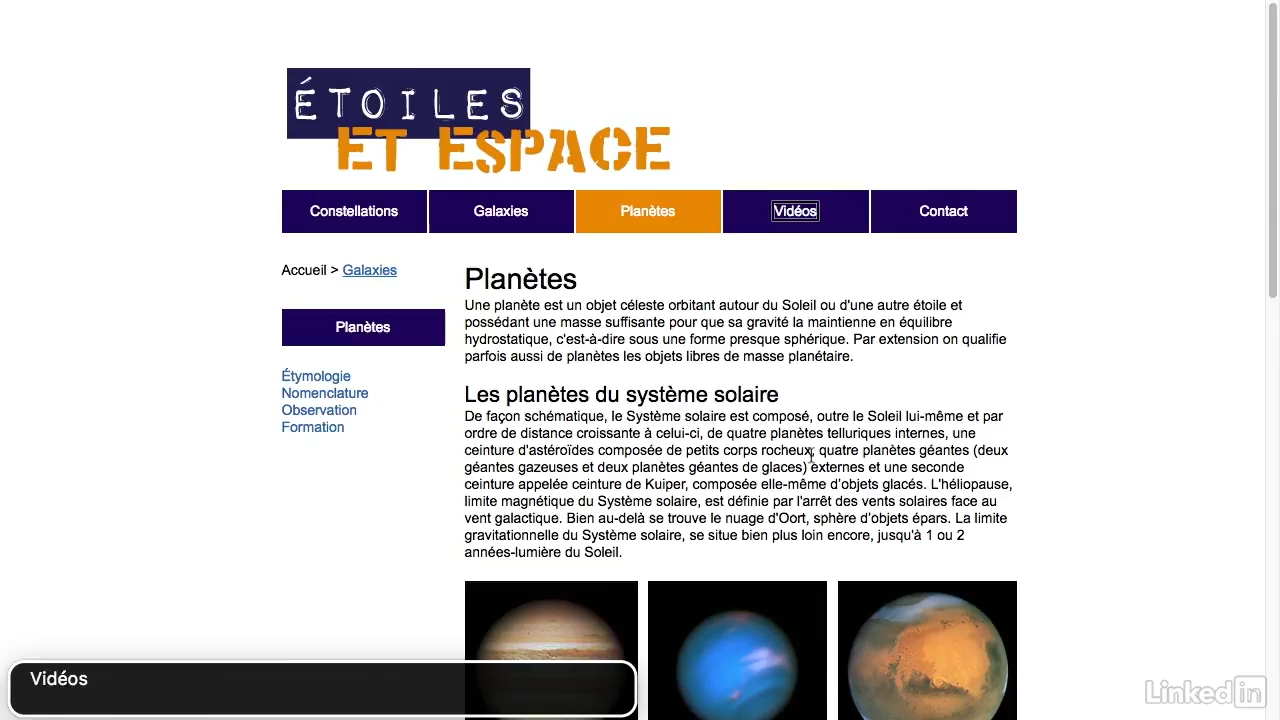 ÉTOILES
ET ESPACE
Constellations
Galaxies
Planètes
Vidéos
Contact
Accueil > Galaxies
Planètes
Étymologie
Nomenclature
Observation
Formation
Planètes
Une planète est un objet céleste orbitant autour du Soleil ou d'une autre étoile et
possédant une masse suffisante pour que sa gravité la maintienne en équilibre
hydrostatique, c'est-à-dire sous une forme presque sphérique. Par extension on qualifie
parfois aussi de planètes les objets libres de masse planétaire.
Les planètes du système solaire
De façon schématique, le Système solaire est composé, outre le Soleil lui-même et par
ordre de distance croissante à celui-ci, de quatre planètes telluriques internes, une
ceinture d'astéroïdes composée de petits corps rocheux, quatre planètes géantes (deux
géantes gazeuses et deux planètes géantes de glaces) externes et une seconde
ceinture appelée ceinture de Kuiper, composée elle-même d'objets glacés. L'héliopause,
limite magnétique du Système solaire, est définie par l'arrêt des vents solaires face au
vent galactique. Bien au-delà se trouve le nuage d'Oort, sphère d'objets épars. La limite
gravitationnelle du Système solaire, se situe bien plus loin encore, jusqu'à 1 ou 2
années-lumière du Soleil.
Vidéos
Linkedin